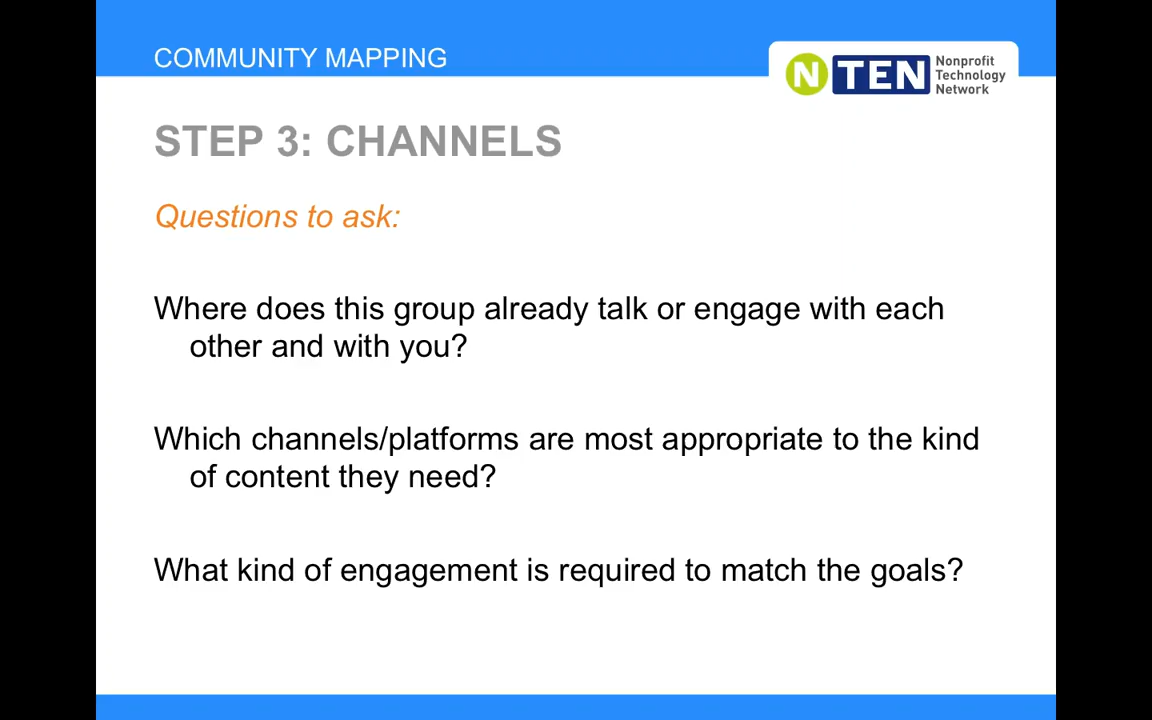 COMMUNITY MAPPING
N TEN
Nonprofit
Technology
Network
STEP 3: CHANNELS
Questions to ask:
Where does this group already talk or engage with each
other and with you?
Which channels/platforms are most appropriate to the kind
of content they need?
What kind of engagement is required to match the goals?